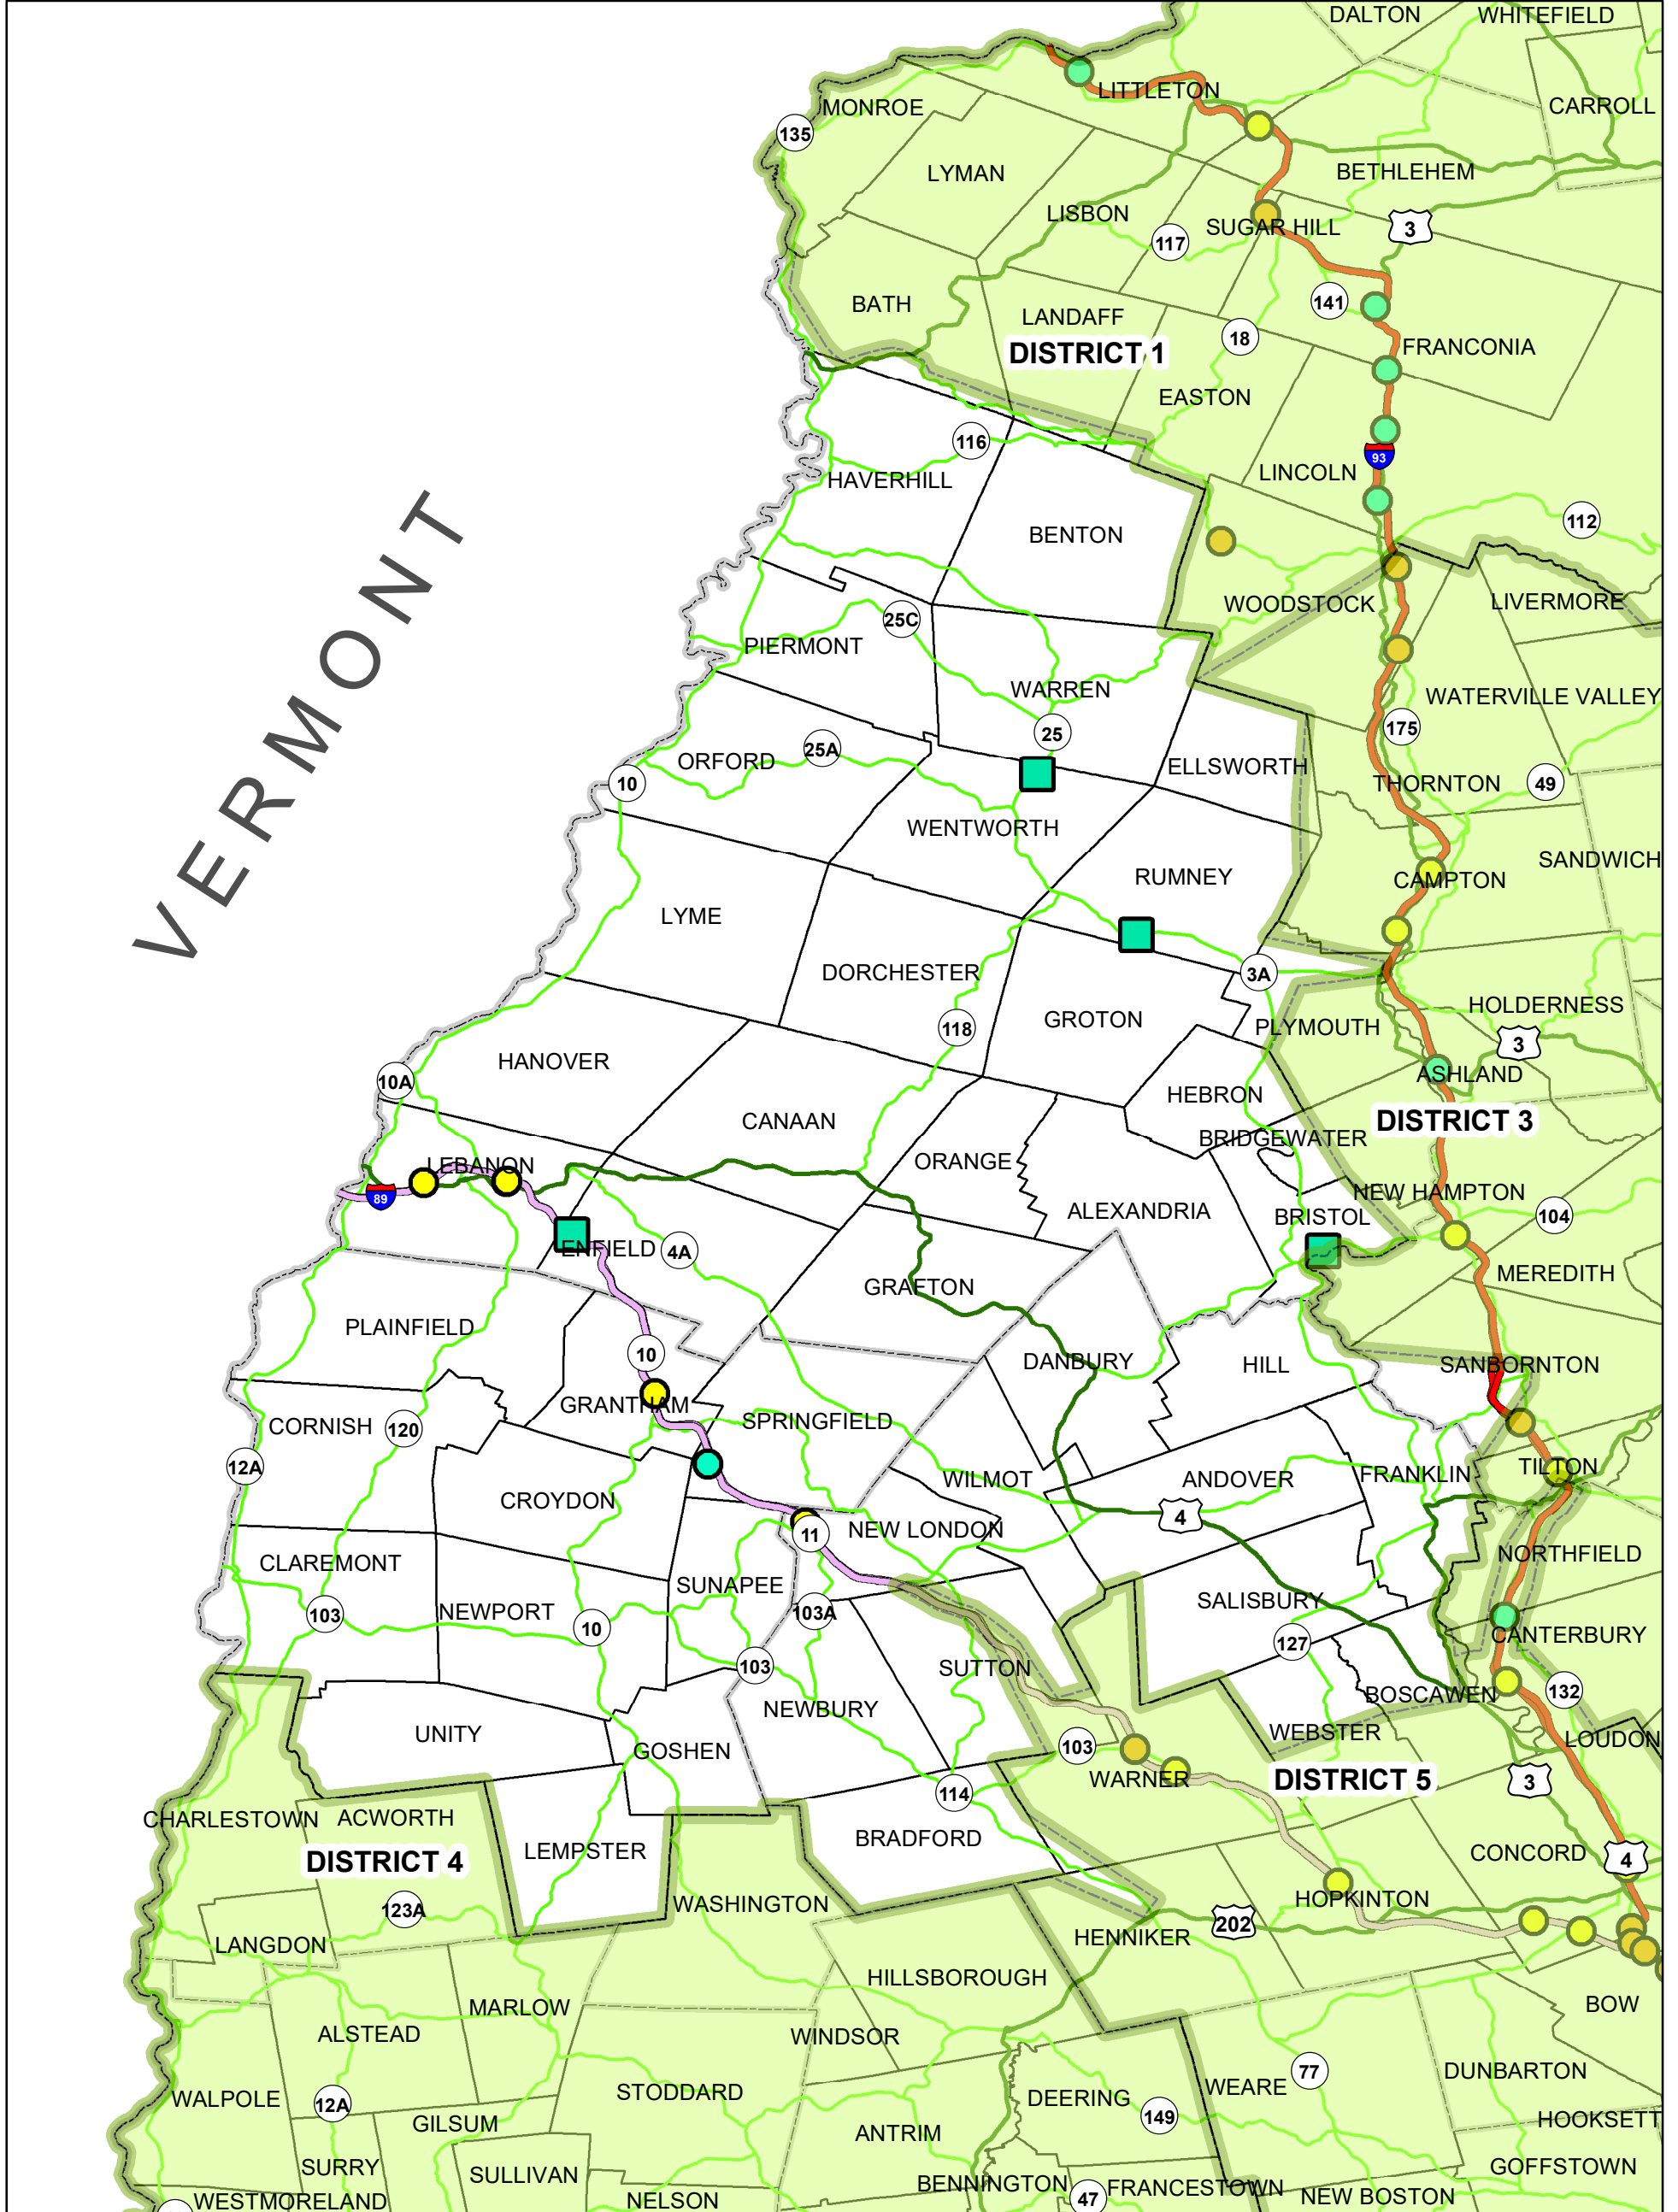 DALTON
WHITEFIELD
LITTLETON
CARROLL
MONROE
135
LYMAN
BETHLEHEM
LISBON
SUGAR HILL
3
117
BATH
LANDAFF
141
18
FRANCONIA
DISTRICT 1
EASTON
116
93
LINCOLN
HAVERHILL
BENTON
112
VERMONT
25C
WOODSTOCK
LIVERMORE
PIERMONT
WARREN
WATERVILLE VALLEY
25
175
25A
ORFORD
ELLSWORTH
10
THORNTON
49
WENTWORTH
SANDWICH
RUMNEY
CAMPTON
LYME
DORCHESTER
3A
HOLDERNESS
118
GROTON
PLYMOUTH
3
HANOVER
ASHLAND
10A
HEBRON
CANAAN
DISTRICT 3
BRIDGEWATER
LEBANON
ORANGE
89
NEW HAMPTON
ALEXANDRIA
BRISTOL
104
ENFIELD
4A
MEREDITH
GRAFTON
PLAINFIELD
10
DANBURY
HILL
SANBORNTON
GRANTHAM
CORNISH
120
SPRINGFIELD
12A
WILMOT
ANDOVER
FRANKLIN
TILTON
CROYDON
4
11
NEW LONDON
NORTHFIELD
CLAREMONT
SUNAPEE
SALISBURY
103
NEWPORT
103A
10
CANTERBURY
127
103
SUTTON
BOSCAWEN
132
NEWBURY
UNITY
WEBSTER
LOUDON
GOSHEN
103
WARNER
DISTRICT 5
3
114
CHARLESTOWN
ACWORTH
BRADFORD
LEMPSTER
CONCORD
4
DISTRICT 4
HOPKINTON
WASHINGTON
123A
202
LANGDON
HENNIKER
HILLSBOROUGH
MARLOW
BOW
ALSTEAD
WINDSOR
77
DUNBARTON
STODDARD
WEARE
WALPOLE
DEERING
12A
149
GILSUM
HOOKSETT
ANTRIM
SURRY
GOFFSTOWN
SULLIVAN
BENNINGTON
FRANCESTOWN
NEW BOSTON
WESTMORELAND
NELSON
47